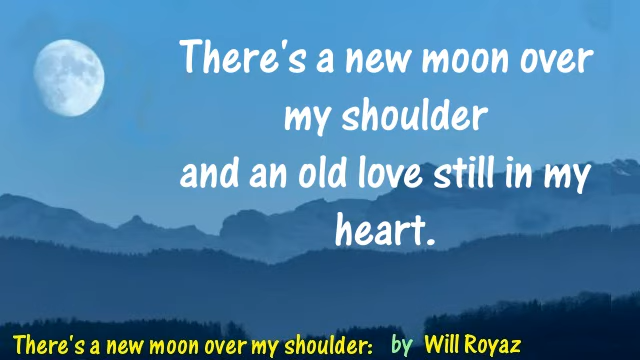 There's a new moon over
my shoulder
and an old love still in my
heart.
There's a new moon over my shoulder: by Will Royaz